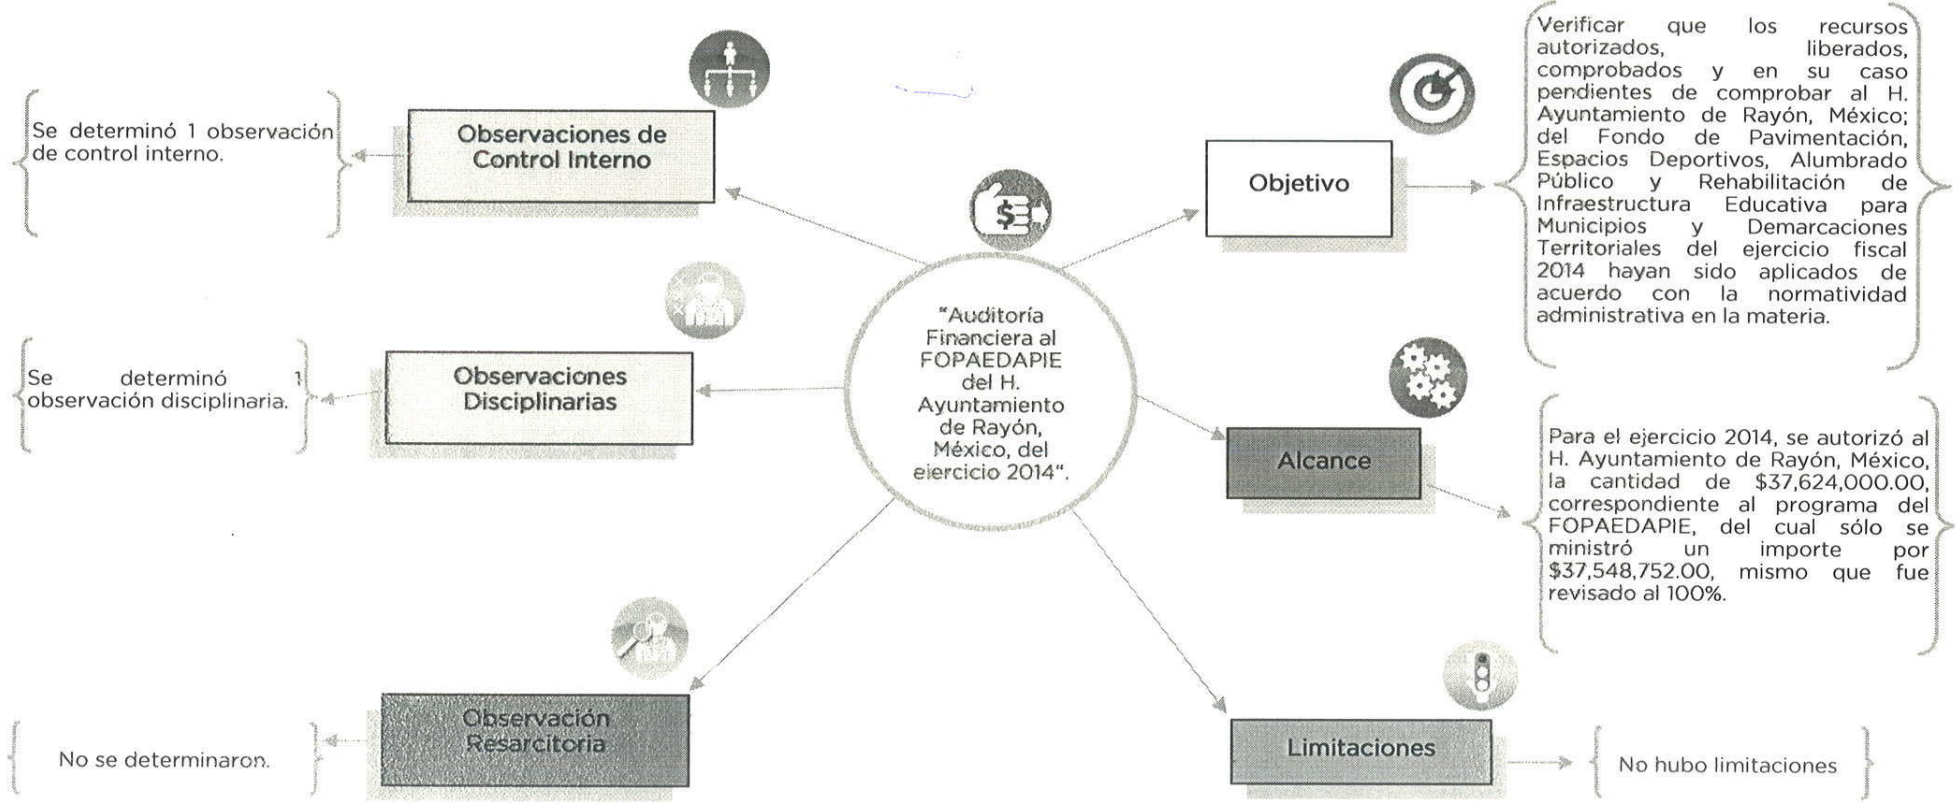 Observaciones de
Control Interno
Se determinó 1 observación
de control interno.
Observaciones
Disciplinarias
Se determinó 1
observación disciplinaria.
Observación
Resarcitoria
No se determinaron.
"Auditoría
Financiera al
FOPAEDAPIE
del H.
Ayuntamiento
de Rayón,
México, del
ejercicio 2014".
$
Objetivo
Verificar que los recursos
autorizados, liberados,
comprobados y en su caso
pendientes de comprobar al H.
Ayuntamiento de Rayón, México;
del Fondo de Pavimentación,
Espacios Deportivos, Alumbrado
Público y Rehabilitación de
Infraestructura Educativa para
Municipios y Demarcaciones
Territoriales del ejercicio fiscal
2014 hayan sido aplicados de
acuerdo con la normatividad
administrativa en la materia.
Alcance
Para el ejercicio 2014, se autorizó al
H. Ayuntamiento de Rayón, México,
la cantidad de $37,624,000.00,
correspondiente al programa del
FOPAEDAPIE, del cual sólo se
ministró un importe por
$37,548,752.00, mismo que fue
revisado al 100%.
Limitaciones
No hubo limitaciones